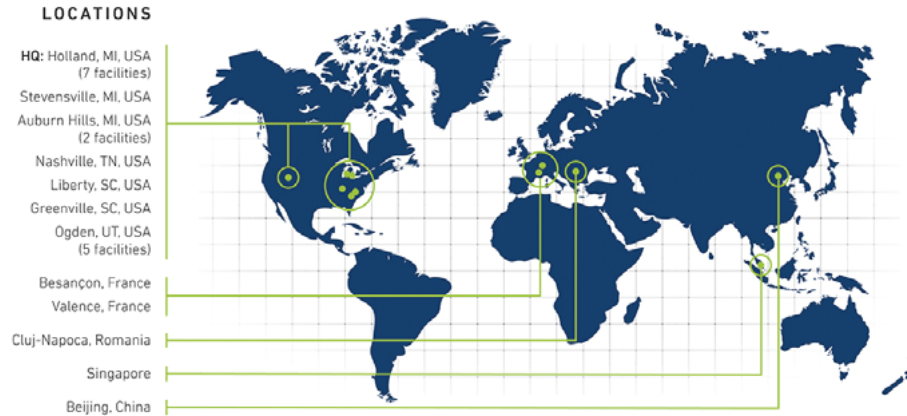 LOCATIONS
HQ: Holland, MI, USA
(7 facilities)
Stevensville, MI, USA
Auburn Hills, MI, USA
(2 facilities)
Nashville, TN, USA
Liberty, SC, USA
Greenville, SC, USA
Ogden, UT, USA
(5 facilities)
Besançon, France
Valence, France
Cluj-Napoca, Romania
Singapore
Beijing, China